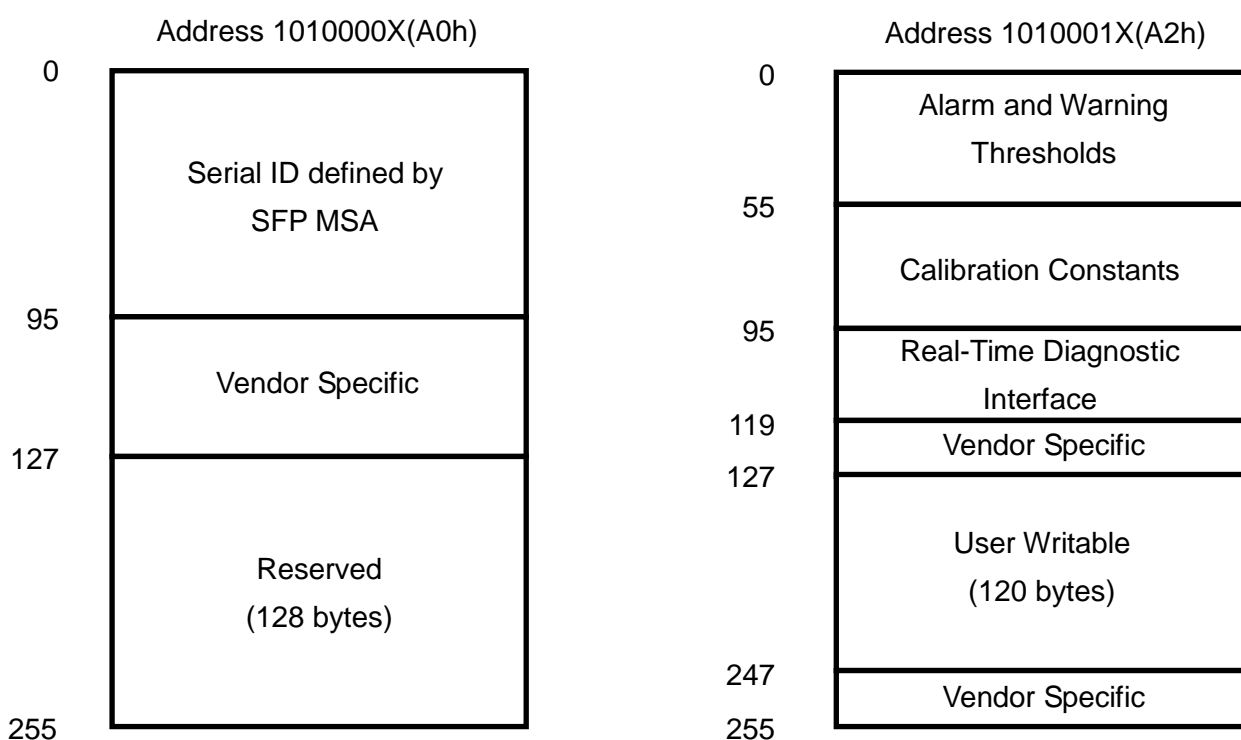 Address 1010000X(A0h)
0
Serial ID defined by
SFP MSA
95
Vendor Specific
127
Reserved
(128 bytes)
255
Address 1010001X(A2h)
0
Alarm and Warning
Thresholds
55
Calibration Constants
95
Real-Time Diagnostic
Interface
119
Vendor Specific
127
User Writable
(120 bytes)
247
Vendor Specific
255